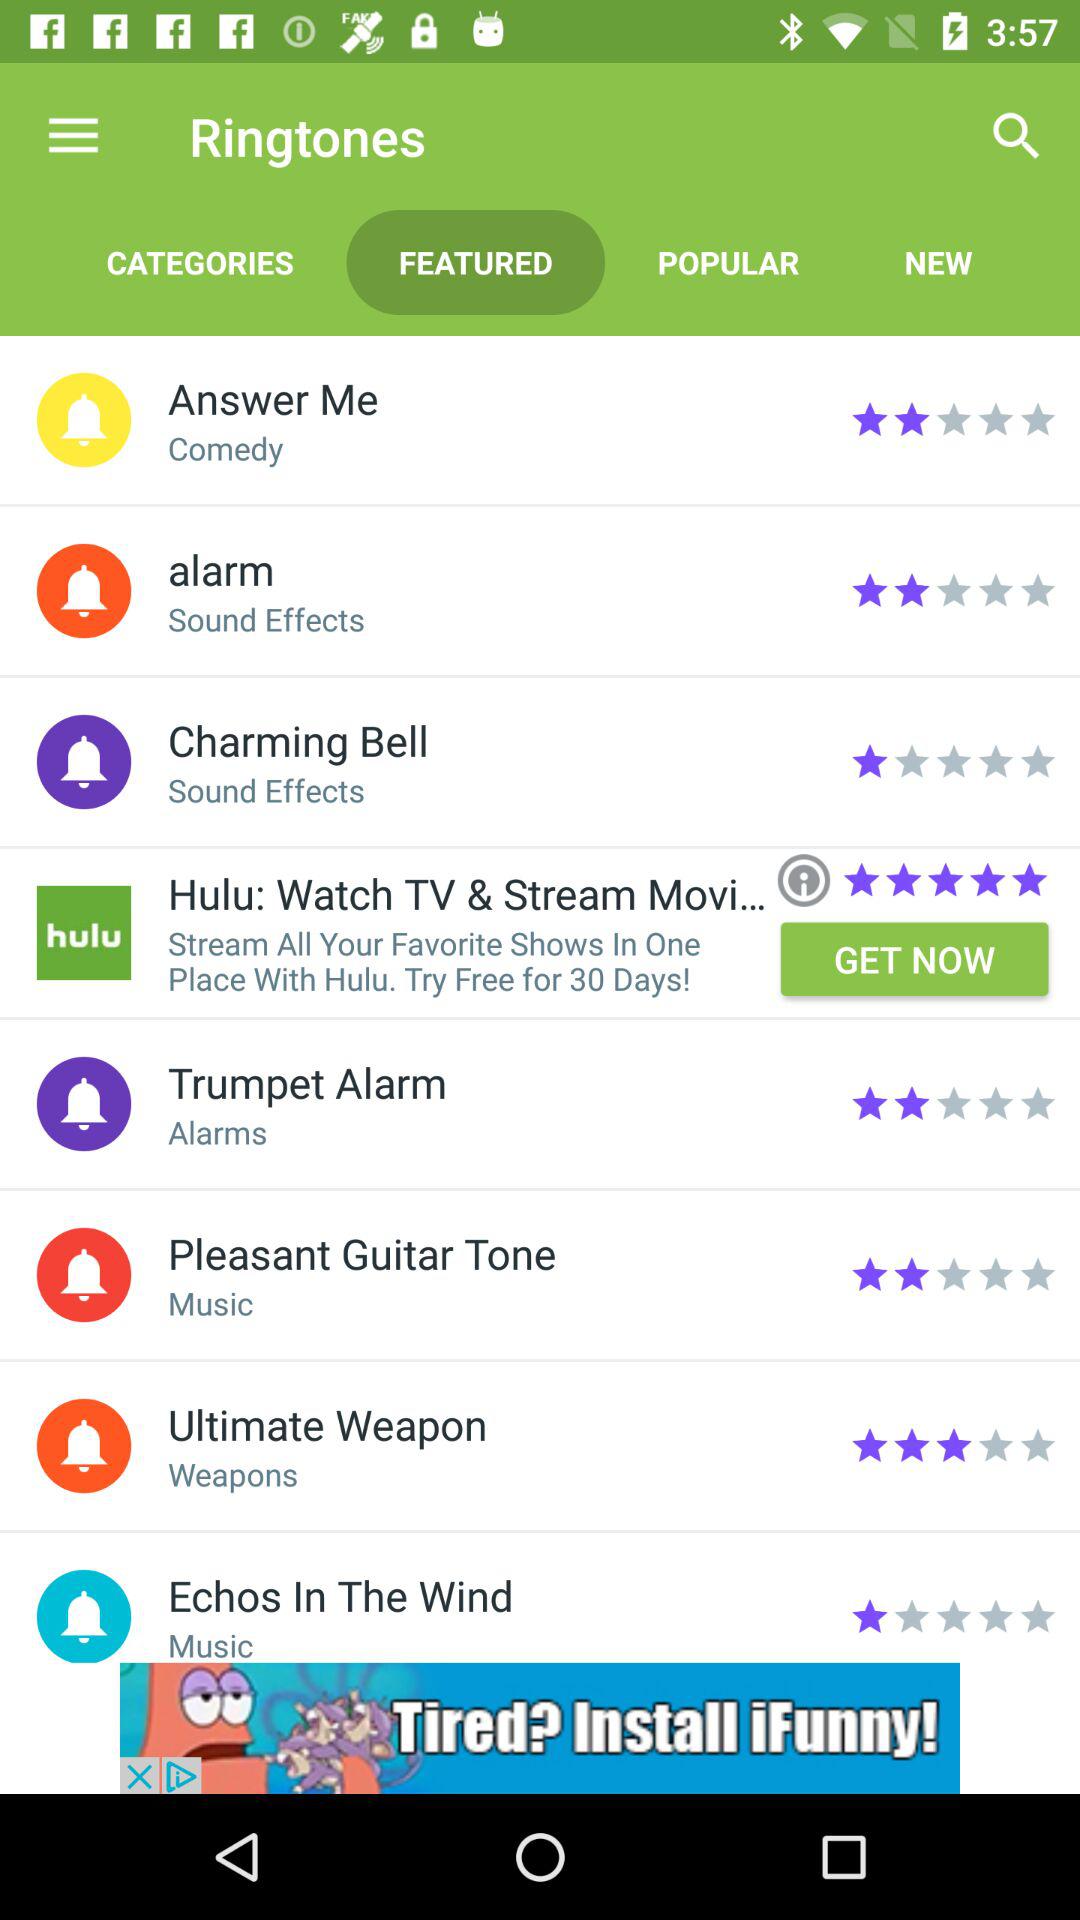 FAKE
3:57
Ringtones
CATEGORIES FEATURED POPULAR NEW
Answer Me
Comedy
alarm
Sound Effects
Charming Bell
Sound Effects
hulu
Hulu: Watch TV & Stream Movi...
Stream All Your Favorite Shows In One
Place With Hulu. Try Free for 30 Days!
GET NOW
Trumpet Alarm
Alarms
Pleasant Guitar Tone
Music
Ultimate Weapon
Weapons
Echos In The Wind
Music
Tired? Install iFunny!